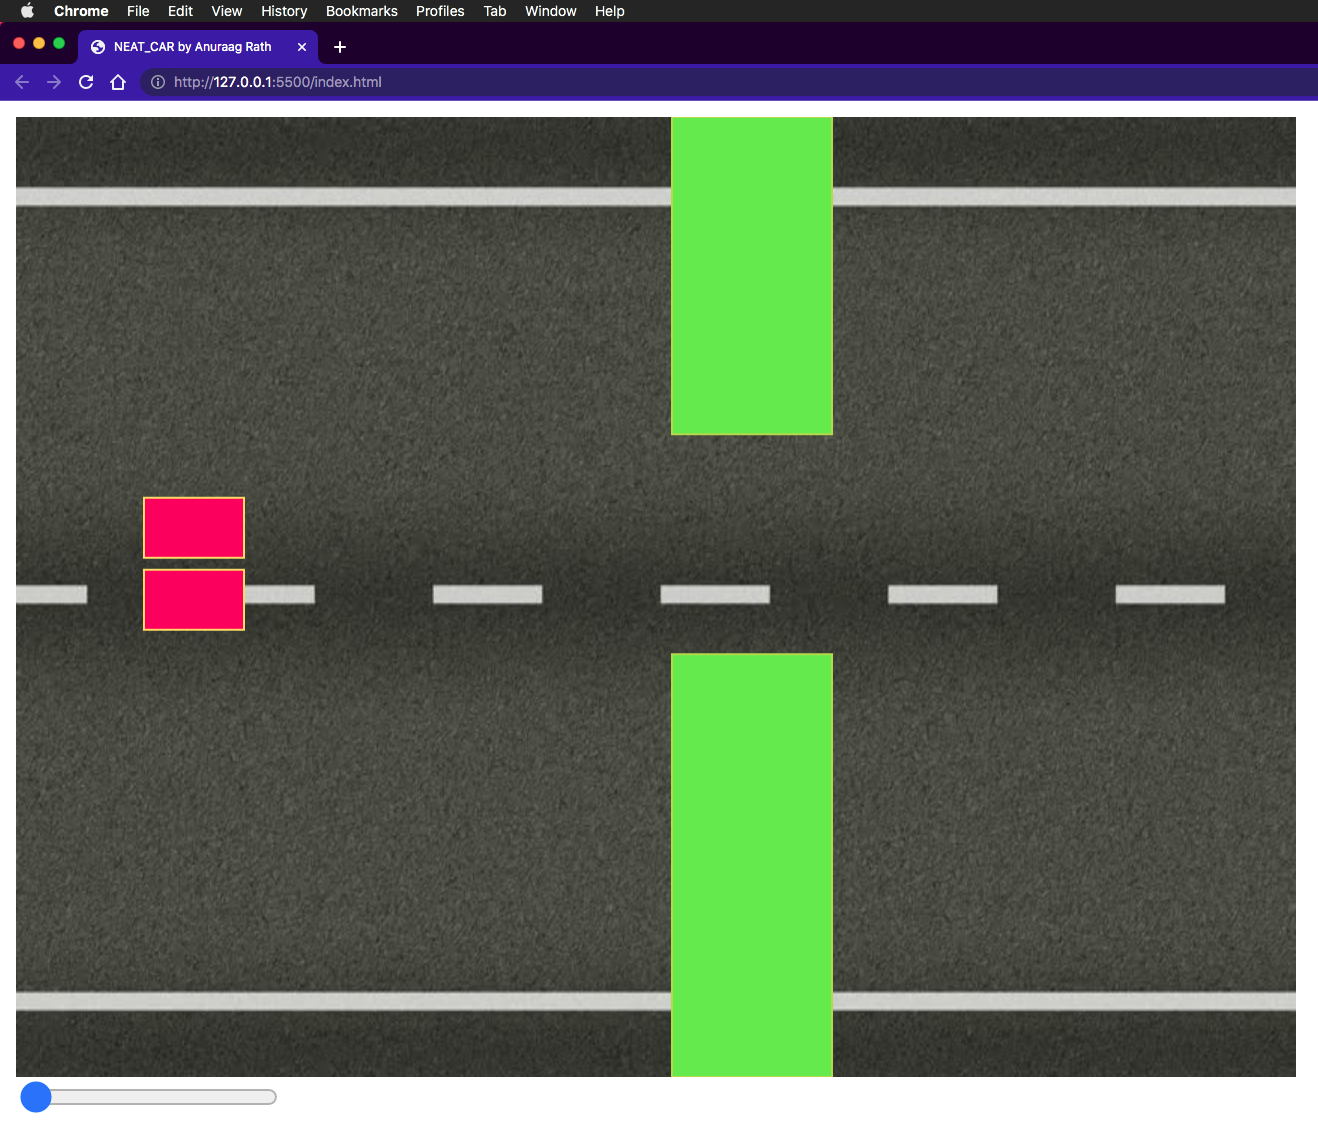 Chrome File Edit View History Bookmarks Profiles Tab Window Help
NEAT_CAR by Anuraag Rath
http://127.0.0.1:5500/index.html